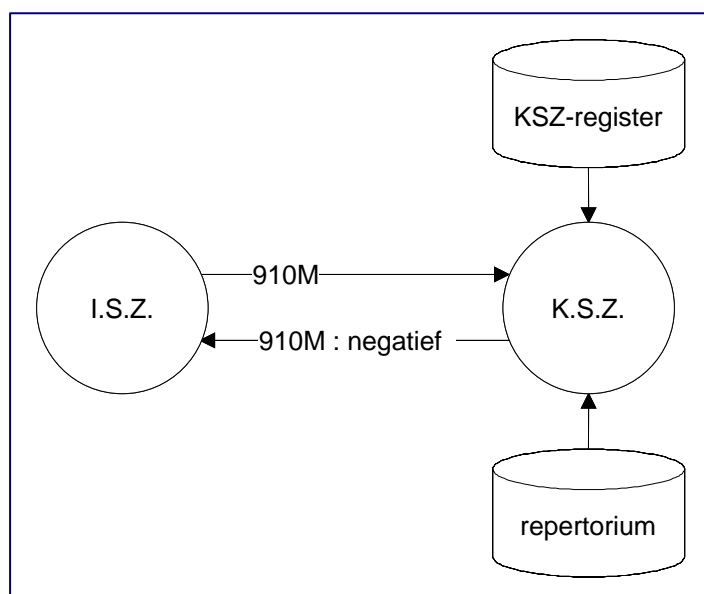 KSZ-register
910M
I.S.Z.
K.S.Z.
910M : negatief
repertorium